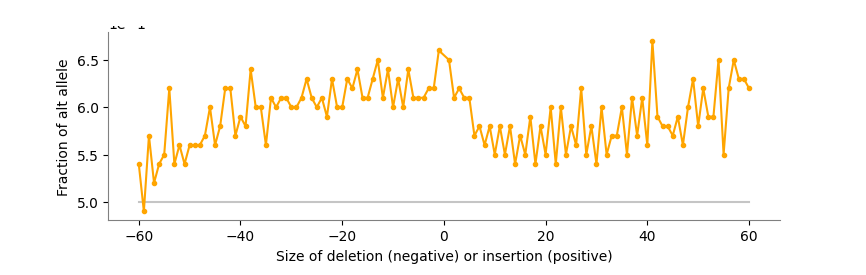 6.5
6.0
5.5
5.0
Fraction of alt allele
−60 −40 −20 0 20 40 60
Size of deletion (negative) or insertion (positive)